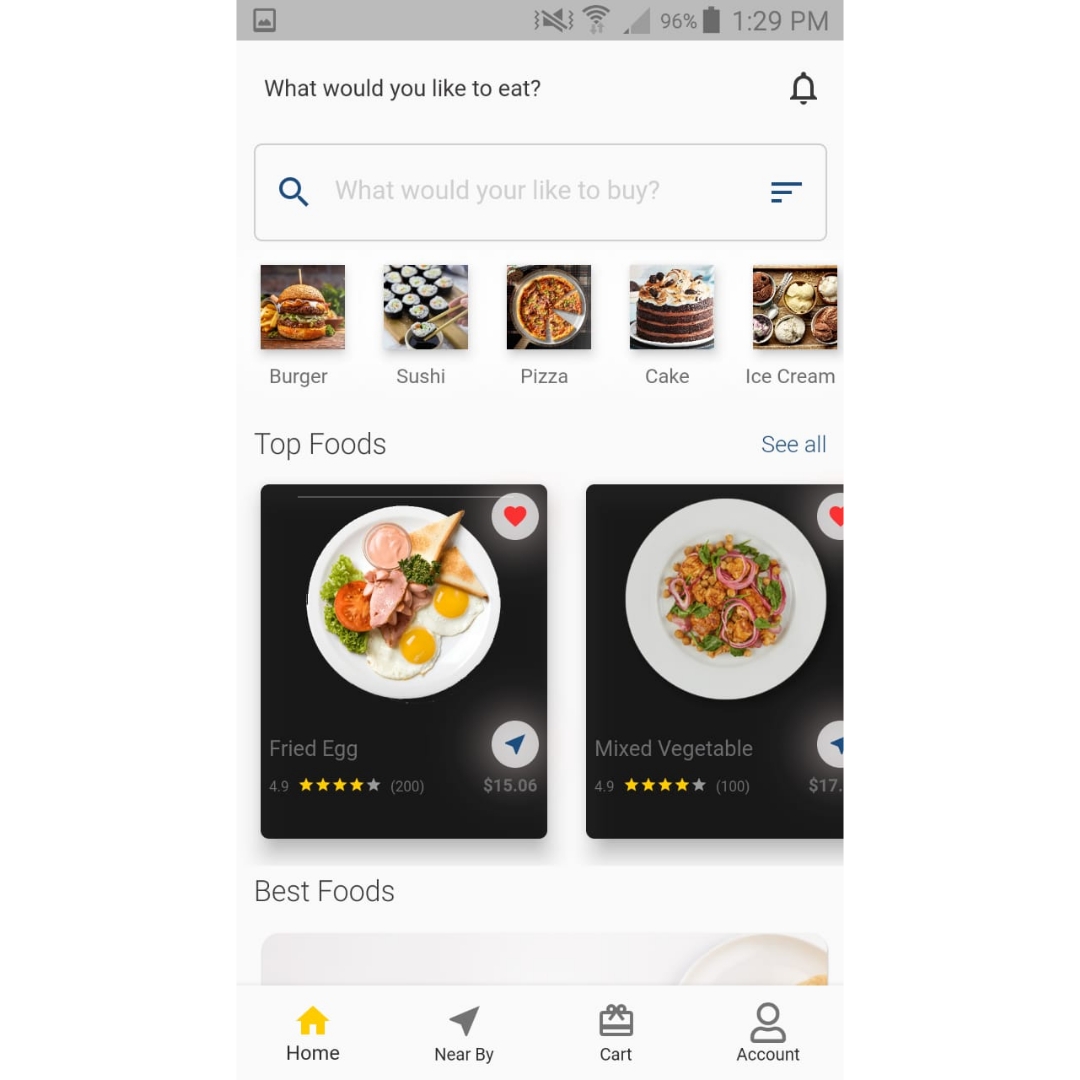 96% 1:29 PM
What would you like to eat?
What would your like to buy?
Burger Sushi Pizza Cake Ice Cream
Top Foods See all
Fried Egg Mixed Vegetable
4.9 (200) $15.06 4.9 (100) $17.
Best Foods
Home Near By Cart Account